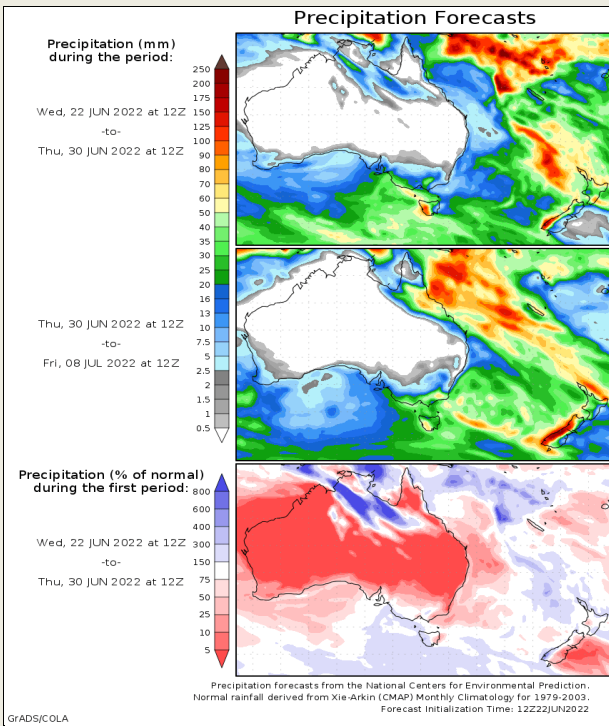 Precipitation Forecasts
Precipitation (mm)
during the period:
Wed, 22 JUN 2022 at 12Z
-to-
Thu, 30 JUN 2022 at 12Z
250
200
175
150
125
100
90
80
70
60
50
40
35
30
25
20
16
13
10
7.5
5
2.5
2
1.5
1
0.5
Thu, 30 JUN 2022 at 12Z
-to-
Fri, 08 JUL 2022 at 12Z
Precipitation (% of normal)
during the first period:
Wed, 22 JUN 2022 at 12Z
-to-
Thu, 30 JUN 2022 at 12Z
800
600
400
300
150
75
50
25
10
5
Precipitation forecasts from the National Centers for Environmental Prediction.
Normal rainfall derived from Xie-Arkin (CMAP) Monthly Climatology for 1979-2003.
Forecast Initialization Time: 12Z22JUN2022
GrADS/COLA